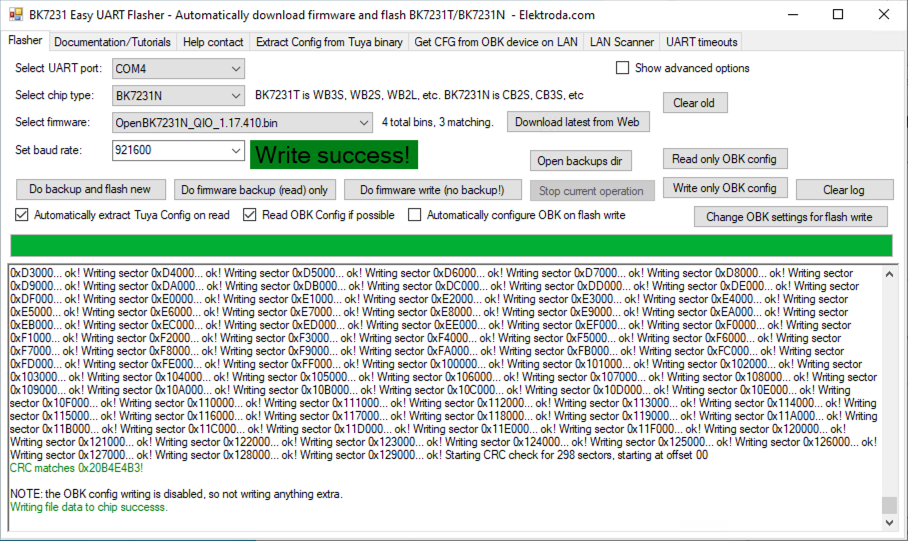 BK7231 Easy UART Flasher - Automatically download firmware and flash BK7231T/BK7231N  - Elektroda.com
Flasher Documentation/Tutorials Help contact Extract Config from Tuya binary Get CFG from OBK device on LAN LAN Scanner UART timeouts
Select UART port: COM4 Show advanced options
Select chip type: BK7231N BK7231T is WB3S, WB2S, WB2L, etc. BK7231N is CB2S, CB3S, etc Clear old
Select firmware: OpenBK7231N_QIO_1.17.410.bin 4 total bins, 3 matching. Download latest from Web
Set baud rate: 921600 Write success! Open backups dir Read only OBK config
Do backup and flash new Do firmware backup (read) only Do firmware write (no backup!) Stop current operation Write only OBK config Clear log
Automatically extract Tuya Config on read Read OBK Config if possible Automatically configure OBK on flash write Change OBK settings for flash write
0xD3000... ok! Writing sector 0xD4000... ok! Writing sector 0xD5000... ok! Writing sector 0xD6000... ok! Writing sector 0xD7000... ok! Writing sector 0xD8000... ok! Writing sector
0xD9000... ok! Writing sector 0xDA000... ok! Writing sector 0xDB000... ok! Writing sector 0xDC000... ok! Writing sector 0xDD000... ok! Writing sector 0xDE000... ok! Writing sector
0xDF000... ok! Writing sector 0xE0000... ok! Writing sector 0xE1000... ok! Writing sector 0xE2000... ok! Writing sector 0xE3000... ok! Writing sector 0xE4000... ok! Writing sector
0xE5000... ok! Writing sector 0xE6000... ok! Writing sector 0xE7000... ok! Writing sector 0xE8000... ok! Writing sector 0xE9000... ok! Writing sector 0xEA000... ok! Writing sector
0xEB000... ok! Writing sector 0xEC000... ok! Writing sector 0xED000... ok! Writing sector 0xEE000... ok! Writing sector 0xEF000... ok! Writing sector 0xF0000... ok! Writing sector
0xF1000... ok! Writing sector 0xF2000... ok! Writing sector 0xF3000... ok! Writing sector 0xF4000... ok! Writing sector 0xF5000... ok! Writing sector 0xF6000... ok! Writing sector
0xF7000... ok! Writing sector 0xF8000... ok! Writing sector 0xF9000... ok! Writing sector 0xFA000... ok! Writing sector 0xFB000... ok! Writing sector 0xFC000... ok! Writing sector
0xFD000... ok! Writing sector 0xFE000... ok! Writing sector 0xFF000... ok! Writing sector 0x100000... ok! Writing sector 0x101000... ok! Writing sector 0x102000... ok! Writing sector
0x103000... ok! Writing sector 0x104000... ok! Writing sector 0x105000... ok! Writing sector 0x106000... ok! Writing sector 0x107000... ok! Writing sector 0x108000... ok! Writing sector
0x109000... ok! Writing sector 0x10A000... ok! Writing sector 0x10B000... ok! Writing sector 0x10C000... ok! Writing sector 0x10D000... ok! Writing sector 0x10E000... ok! Writing
sector 0x10F000... ok! Writing sector 0x110000... ok! Writing sector 0x111000... ok! Writing sector 0x112000... ok! Writing sector 0x113000... ok! Writing sector 0x114000... ok! Writing
sector 0x115000... ok! Writing sector 0x116000... ok! Writing sector 0x117000... ok! Writing sector 0x118000... ok! Writing sector 0x119000... ok! Writing sector 0x11A000... ok! Writing
sector 0x11B000... ok! Writing sector 0x11C000... ok! Writing sector 0x11D000... ok! Writing sector 0x11E000... ok! Writing sector 0x11F000... ok! Writing sector 0x120000... ok!
Writing sector 0x121000... ok! Writing sector 0x122000... ok! Writing sector 0x123000... ok! Writing sector 0x124000... ok! Writing sector 0x125000... ok! Writing sector 0x126000... ok!
Writing sector 0x127000... ok! Writing sector 0x128000... ok! Writing sector 0x129000... ok! Starting CRC check for 298 sectors, starting at offset 00
CRC matches 0x20B4E4B3!
NOTE: the OBK config writing is disabled, so not writing anything extra.
Writing file data to chip successs.